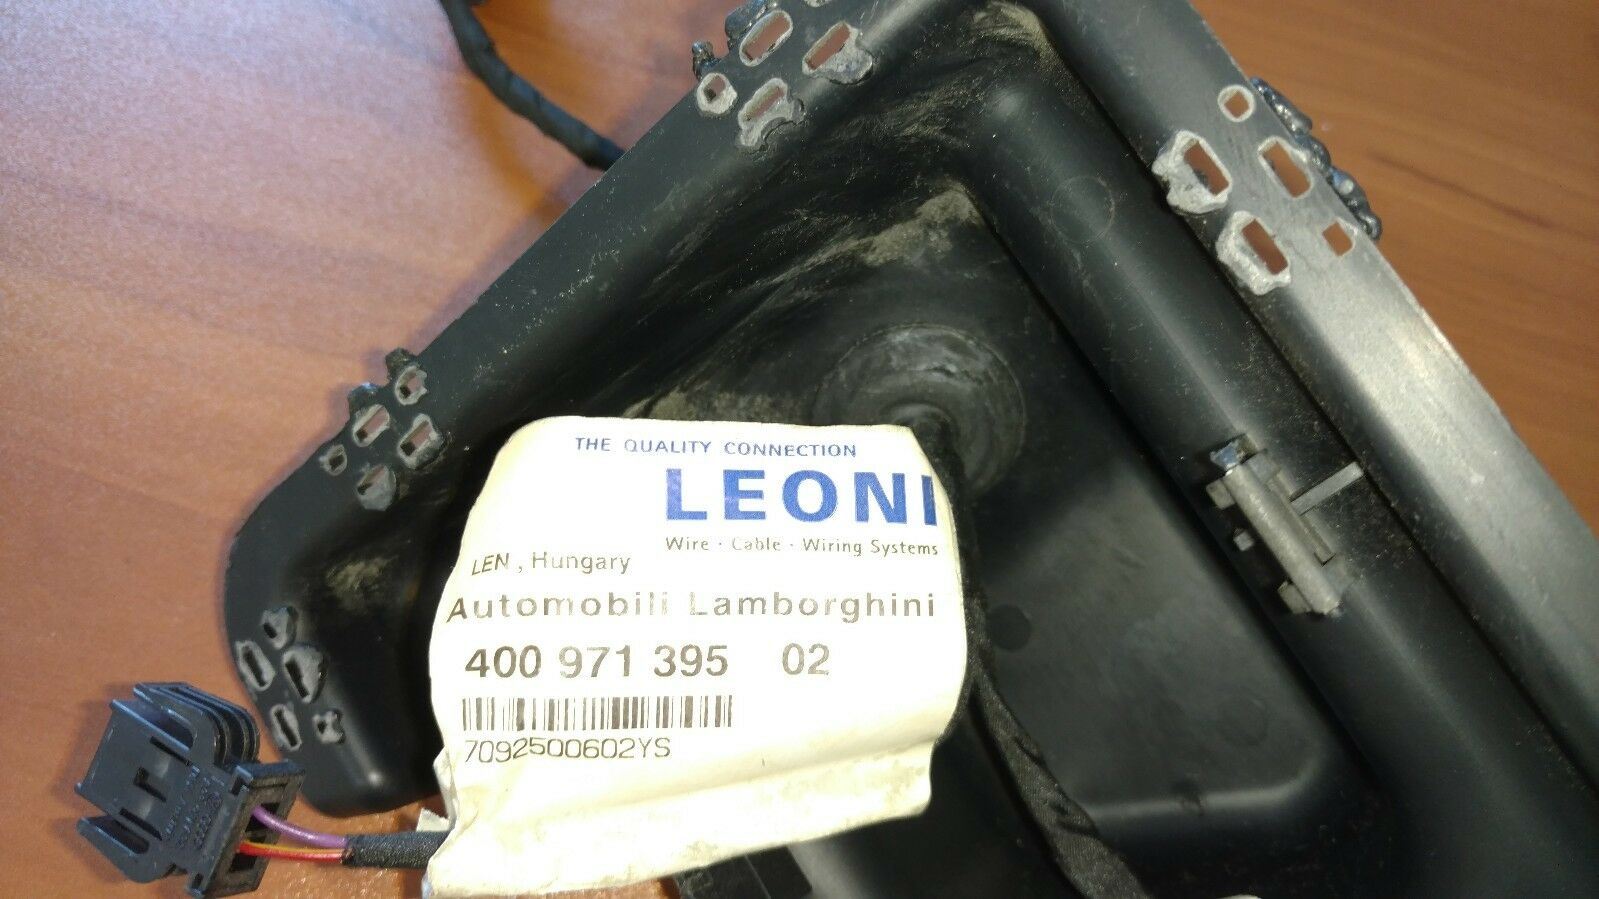 THE QUALITY CONNECTION
LEONI
Wire · Cable · Wiring Systems
LEN , Hungary
Automobili Lamborghini
400 971 395 02
7092500602YS